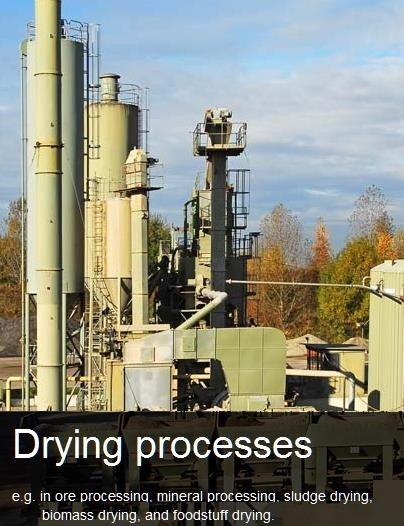 Drying processes
e.g. in ore processing, mineral processing, sludge drying,
biomass drying, and foodstuff drying.